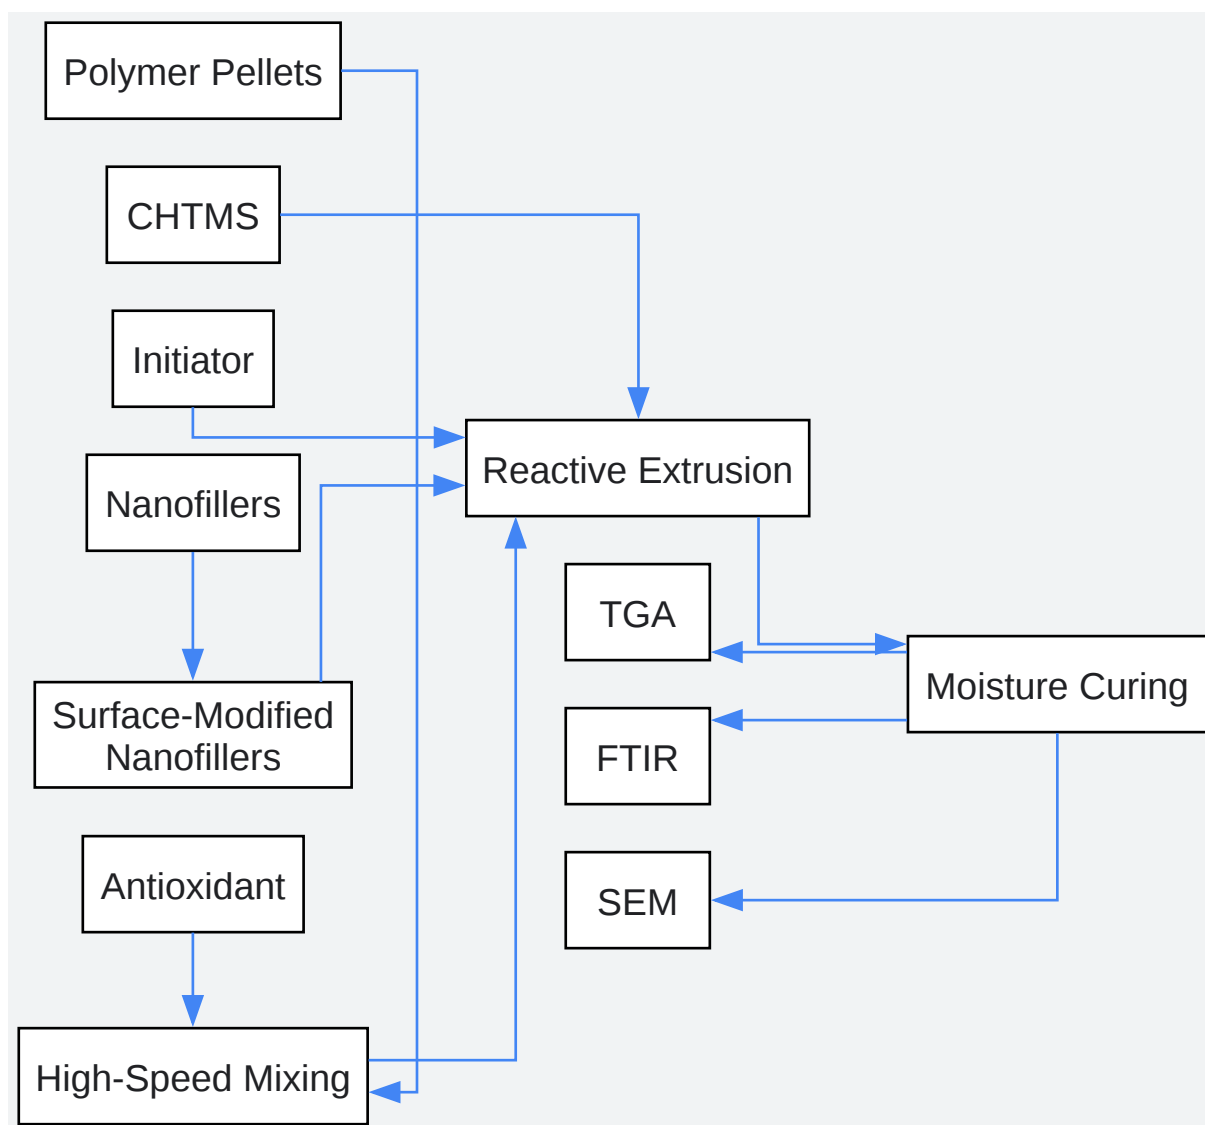 Polymer Pellets
CHTMS
Initiator
Nanofillers
Reactive Extrusion
TGA
Surface-Modified
Nanofillers
Moisture Curing
FTIR
Antioxidant
SEM
High-Speed Mixing